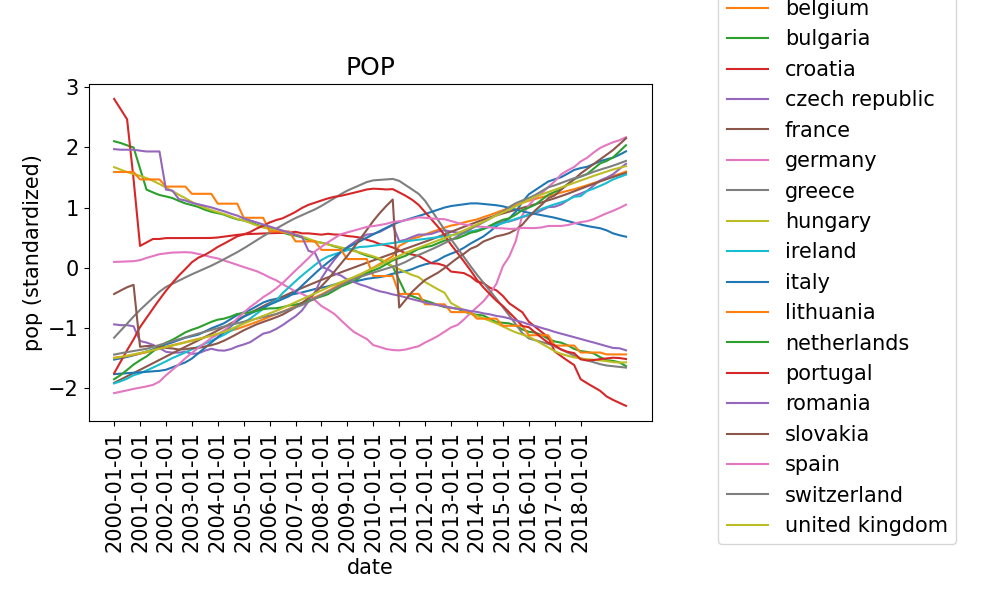 POP
3
2
1
0
−1
−2
pop (standardized)
2000-01-01
2001-01-01
2002-01-01
2003-01-01
2004-01-01
2005-01-01
2006-01-01
2007-01-01
2008-01-01
2009-01-01
2010-01-01
2011-01-01
2012-01-01
2013-01-01
2014-01-01
2015-01-01
2016-01-01
2017-01-01
2018-01-01
date
belgium
bulgaria
croatia
czech republic
france
germany
greece
hungary
ireland
italy
lithuania
netherlands
portugal
romania
slovakia
spain
switzerland
united kingdom